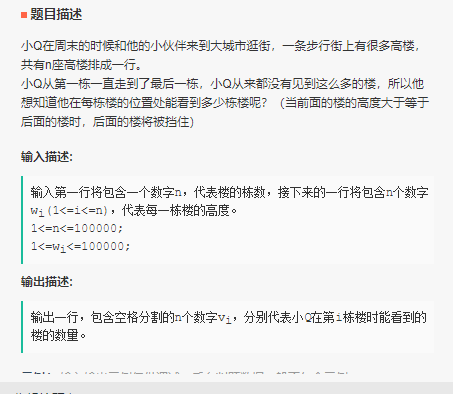 题目描述
小Q在周末的时候和他的小伙伴来到大城市逛街，一条步行街上有很多高楼，
共有n座高楼排成一行。
小Q从第一栋一直走到了最后一栋，小Q从来都没有见到这么多的楼，所以他
想知道他在每栋楼的位置处能看到多少栋楼呢？（当前面的楼的高度大于等于
后面的楼时，后面的楼将被挡住）
输入描述:
输入第一行将包含一个数字n，代表楼的栋数，接下来的一行将包含n个数字
wi(1<=i<=n)，代表每一栋楼的高度。
1<=n<=100000;
1<=wi<=100000;
输出描述:
输出一行，包含空格分割的n个数字vi，分别代表小Q在第i栋楼时能看到的
楼的数量。